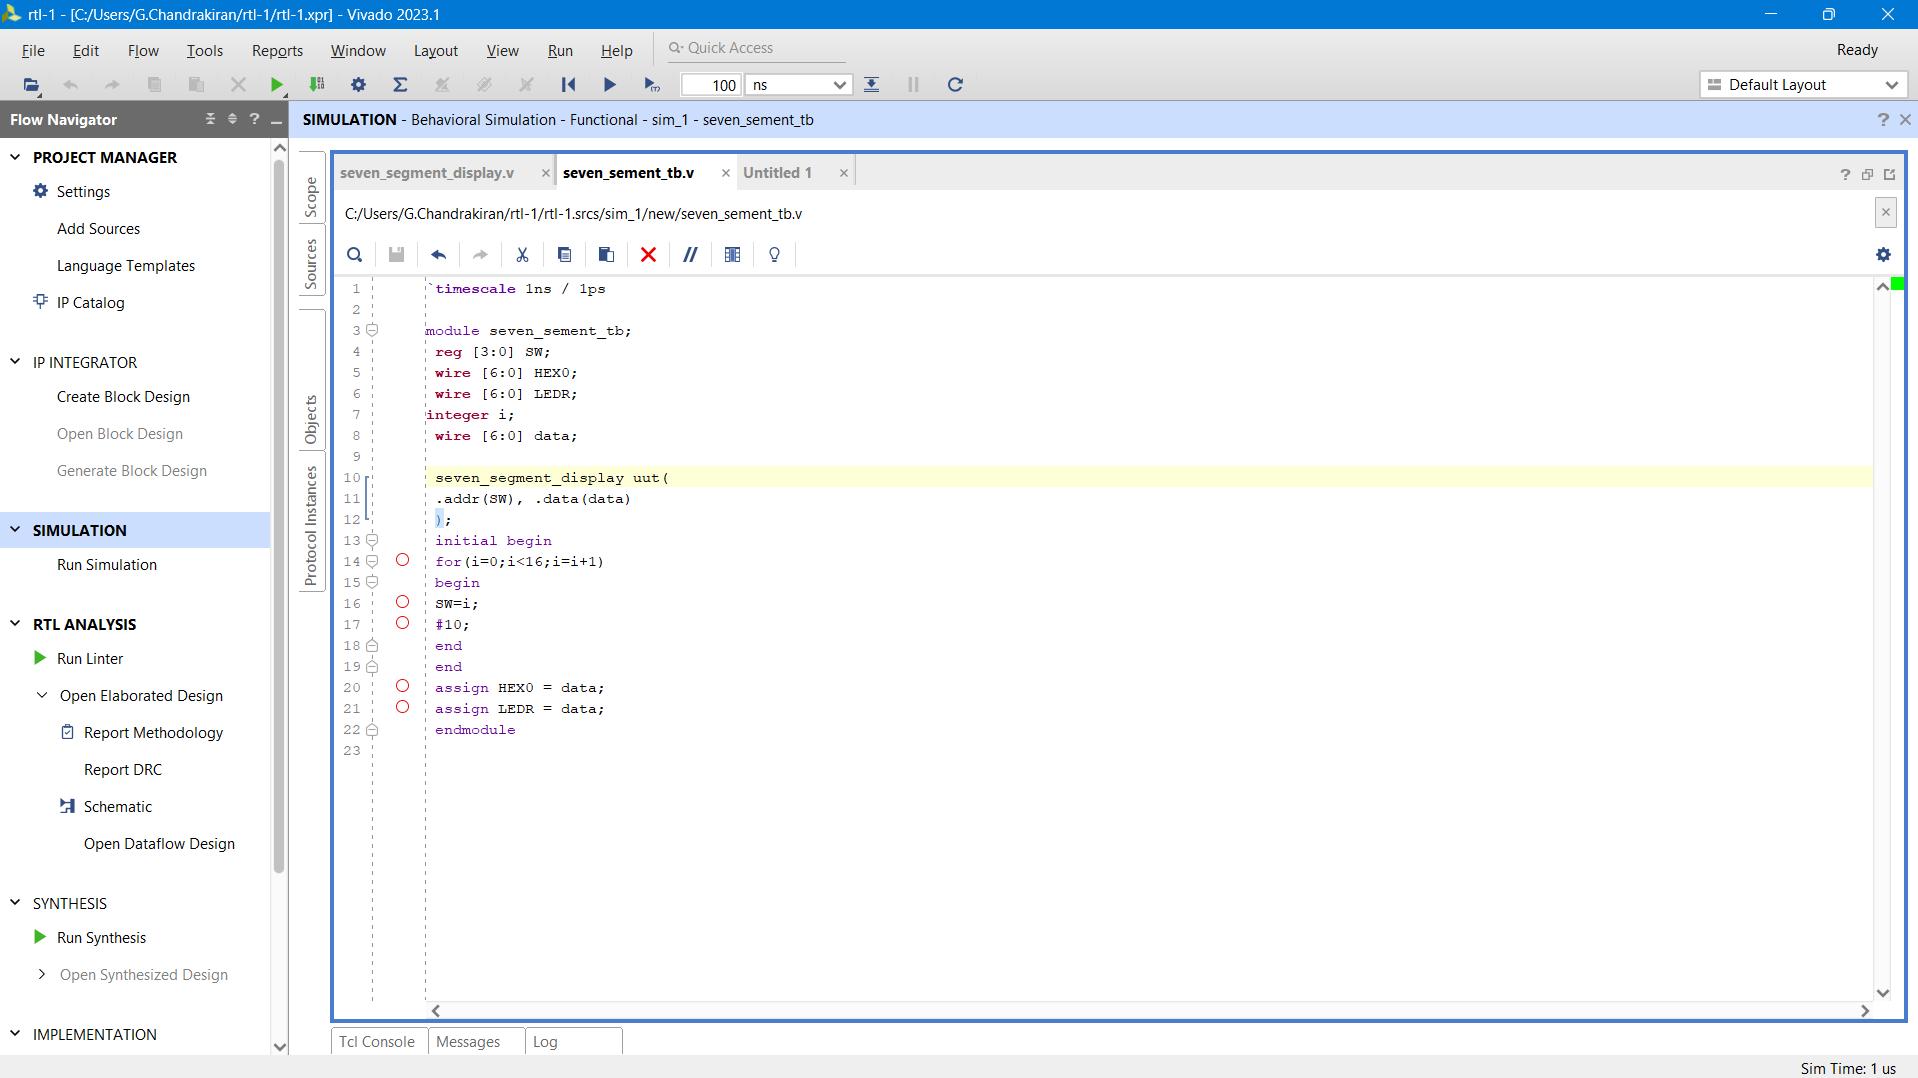 rtl-1 - [C:/Users/G.Chandrakiran/rtl-1/rtl-1.xpr] - Vivado 2023.1
File Edit Flow Tools Reports Window Layout View Run Help Quick Access
Ready
100 ns
Default Layout
Flow Navigator
SIMULATION - Behavioral Simulation - Functional - sim_1 - seven_sement_tb
PROJECT MANAGER
Settings
Add Sources
Language Templates
IP Catalog
IP INTEGRATOR
Create Block Design
Open Block Design
Generate Block Design
SIMULATION
Run Simulation
RTL ANALYSIS
Run Linter
Open Elaborated Design
Report Methodology
Report DRC
Schematic
Open Dataflow Design
SYNTHESIS
Run Synthesis
Open Synthesized Design
IMPLEMENTATION
Scope
Sources
Objects
Protocol Instances
seven_segment_display.v
seven_sement_tb.v
Untitled 1
C:/Users/G.Chandrakiran/rtl-1/rtl-1.srcs/sim_1/new/seven_sement_tb.v
1 `timescale 1ns / 1ps
2
3 module seven_sement_tb;
4 reg [3:0] SW;
5 wire [6:0] HEX0;
6 wire [6:0] LEDR;
7 integer i;
8 wire [6:0] data;
9
10 seven_segment_display uut(
11 .addr(SW), .data(data)
12 );
13 initial begin
14 for(i=0;i<16;i=i+1)
15 begin
16 SW=i;
17 #10;
18 end
19 end
20 assign HEX0 = data;
21 assign LEDR = data;
22 endmodule
23
Tcl Console
Messages
Log
Sim Time: 1 us